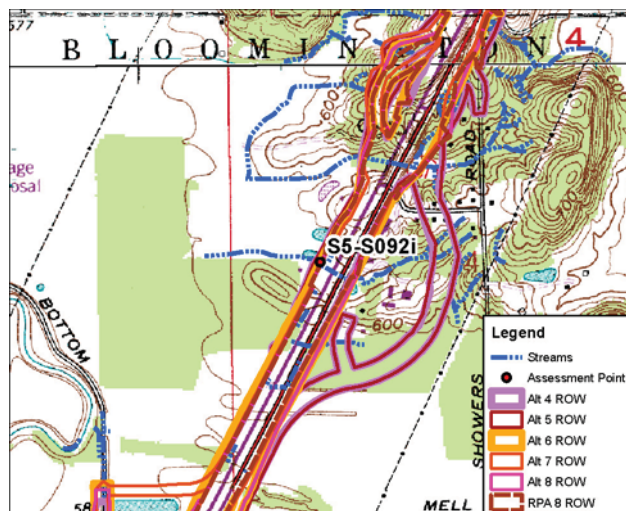 577
B L O O M I N G T O N
4
600
age
osal
ROAD
700
S5-S092i
BOTTOM
600
Legend
Streams
Assessment Point
Alt 4 ROW
Alt 5 ROW
Alt 6 ROW
Alt 7 ROW
Alt 8 ROW
RPA 8 ROW
SHOWERS
58
MELL